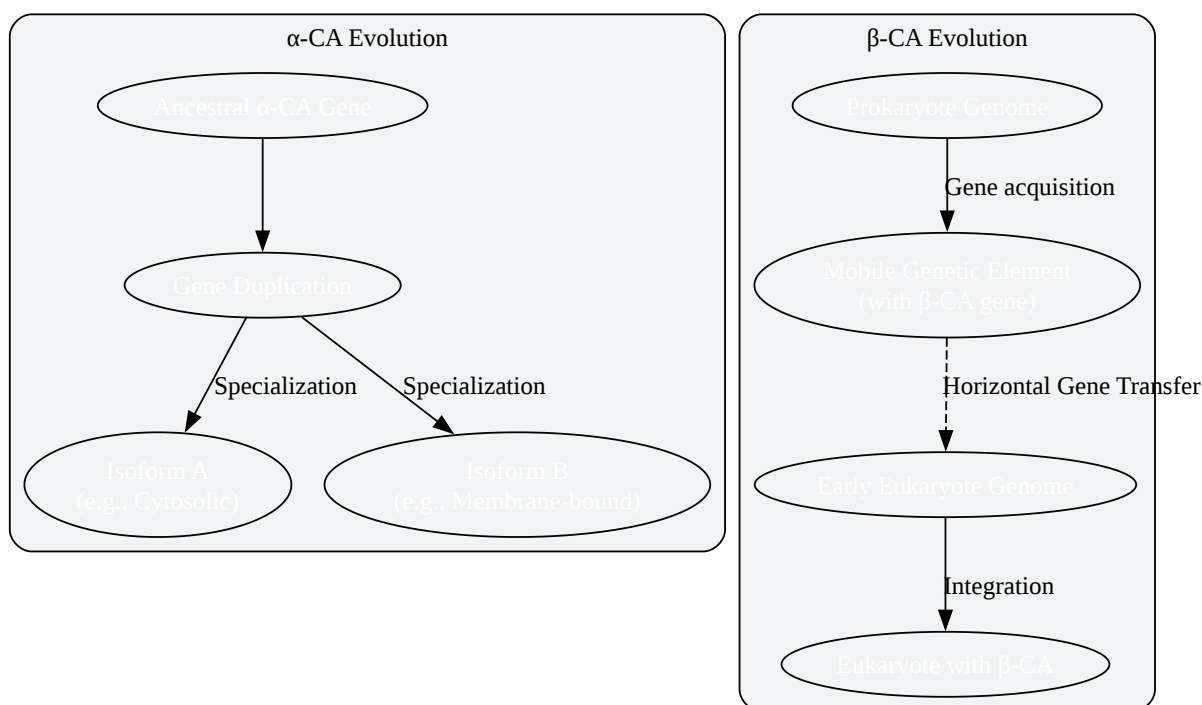 α-CA Evolution
Ancestral α-CA Gene
Gene Duplication
Specialization
Specialization
Isoform A
(e.g., Cytosolic)
Isoform B
(e.g., Membrane-bound)
β-CA Evolution
Prokaryote Genome
Gene acquisition
Mobile Genetic Element
(with β-CA gene)
Horizontal Gene Transfer
Early Eukaryote Genome
Integration
Eukaryote with β-CA